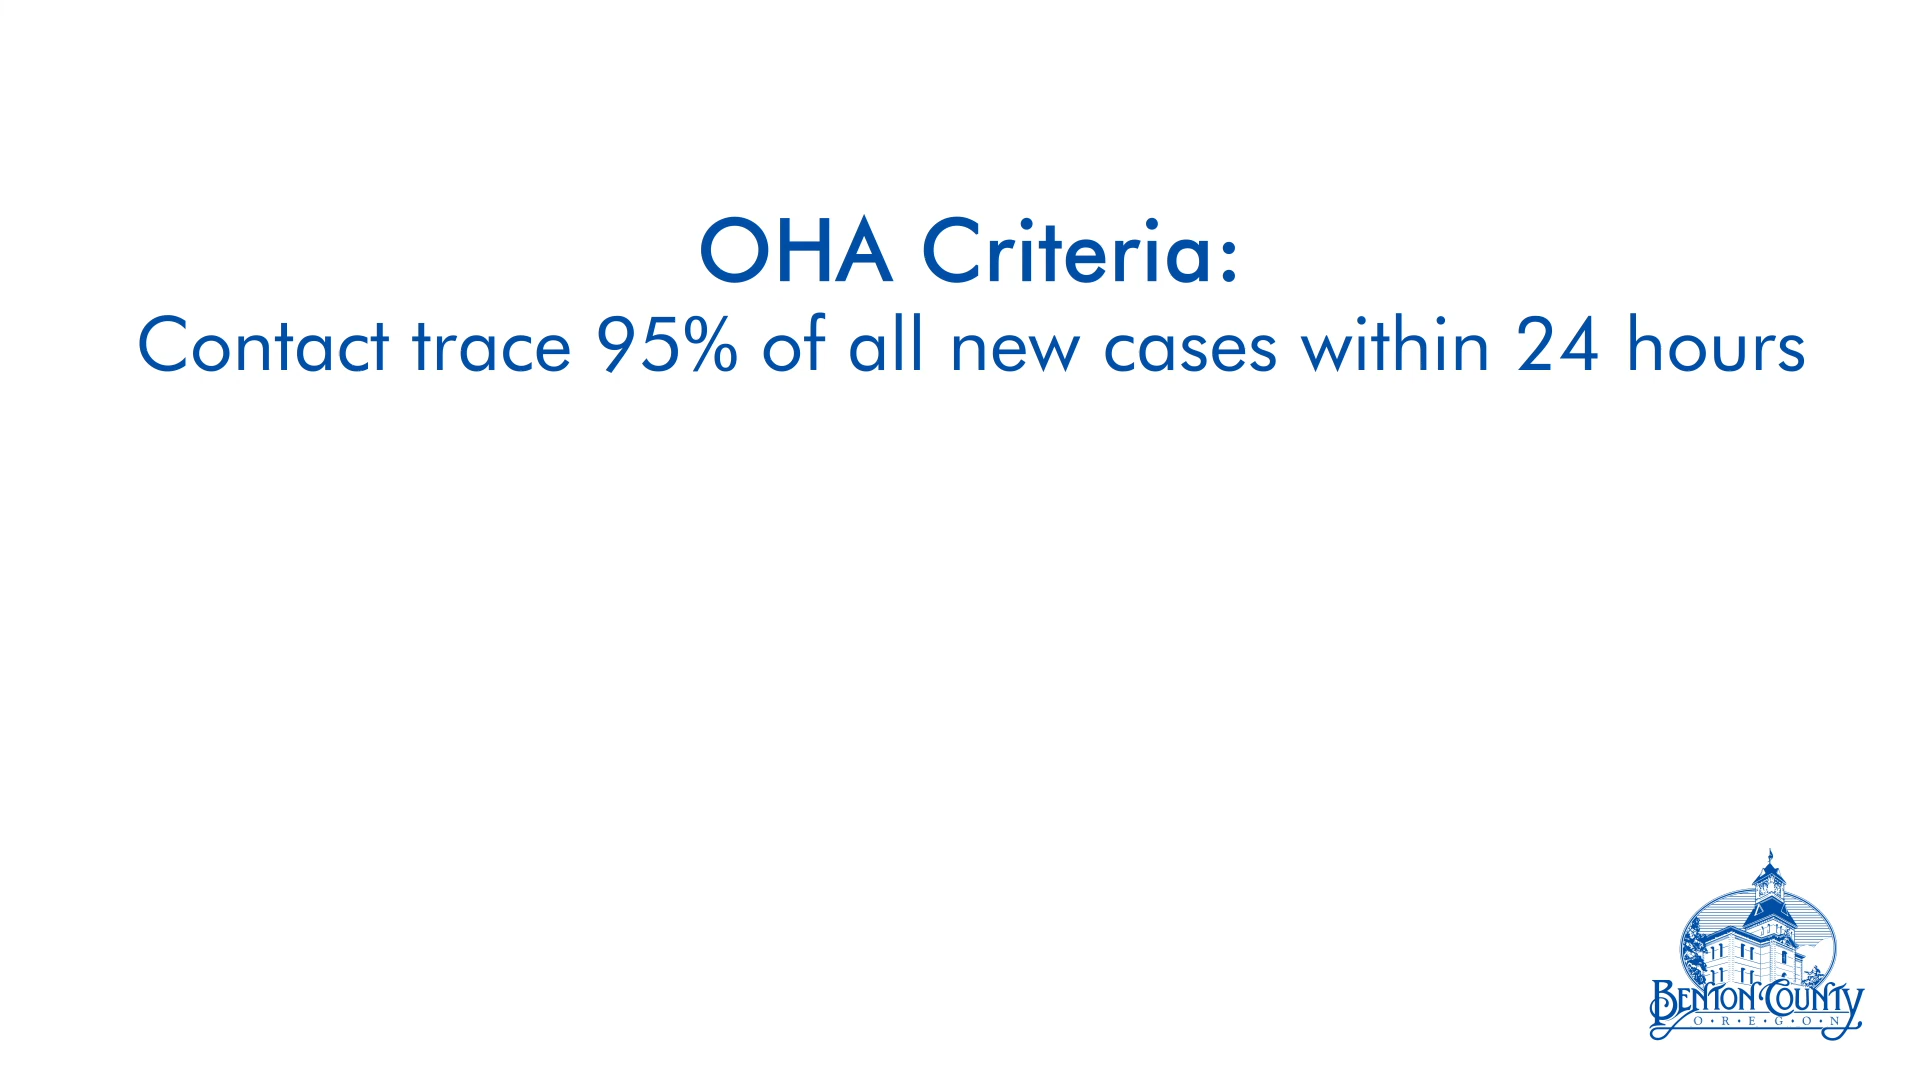 OHA Criteria:
Contact trace 95% of all new cases within 24 hours
BENTON COUNTY
O•R•E•G•O•N